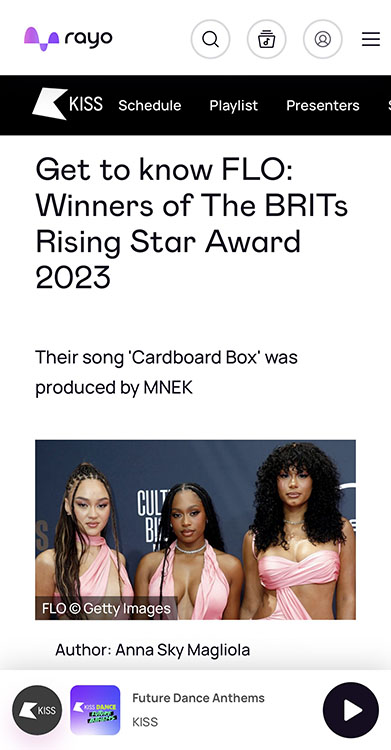 rayo
KISS Schedule Playlist Presenters
Get to know FLO:
Winners of The BRITs
Rising Star Award
2023
Their song 'Cardboard Box' was
produced by MNEK
CULT
FLO © Getty Images
Author: Anna Sky Magliola
KISS
KISS DANCE
FUTURE
ANTHEMS
Future Dance Anthems
KISS